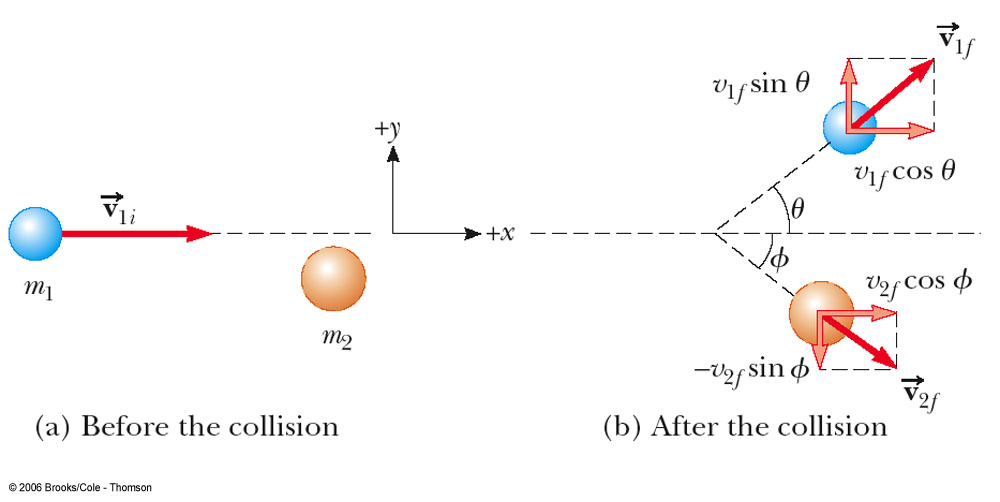 +y
v⃗1i
+x
m1
m2
(a) Before the collision
v⃗1f
v1f sin θ
v1f cos θ
θ
ϕ
v2f cos ϕ
−v2f sin ϕ
v⃗2f
(b) After the collision
© 2006 Brooks/Cole - Thomson